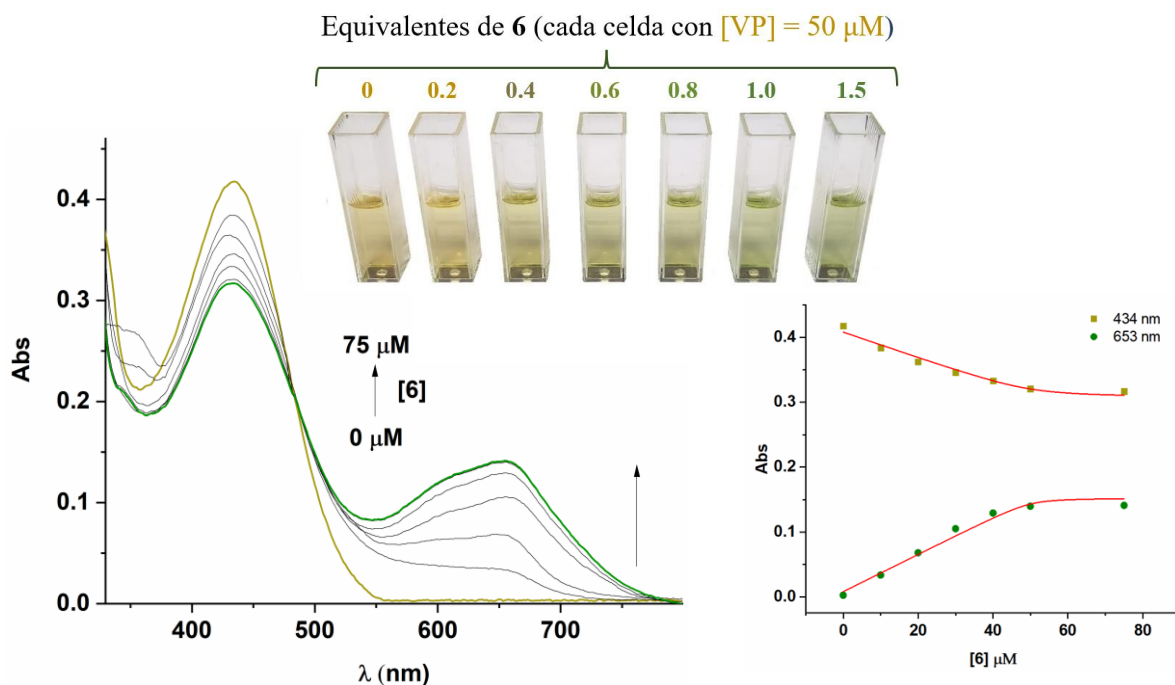 Equivalentes de 6 (cada celda con [VP] = 50 μM)
0 0.2 0.4 0.6 0.8 1.0 1.5
0.4
0.3
0.2
0.1
0.0
Abs
400 500 600 700
λ (nm)
75 μM
[6]
0 μM
434 nm
653 nm
0.4
0.3
0.2
0.1
0.0
Abs
0 20 40 60 80
[6] μM